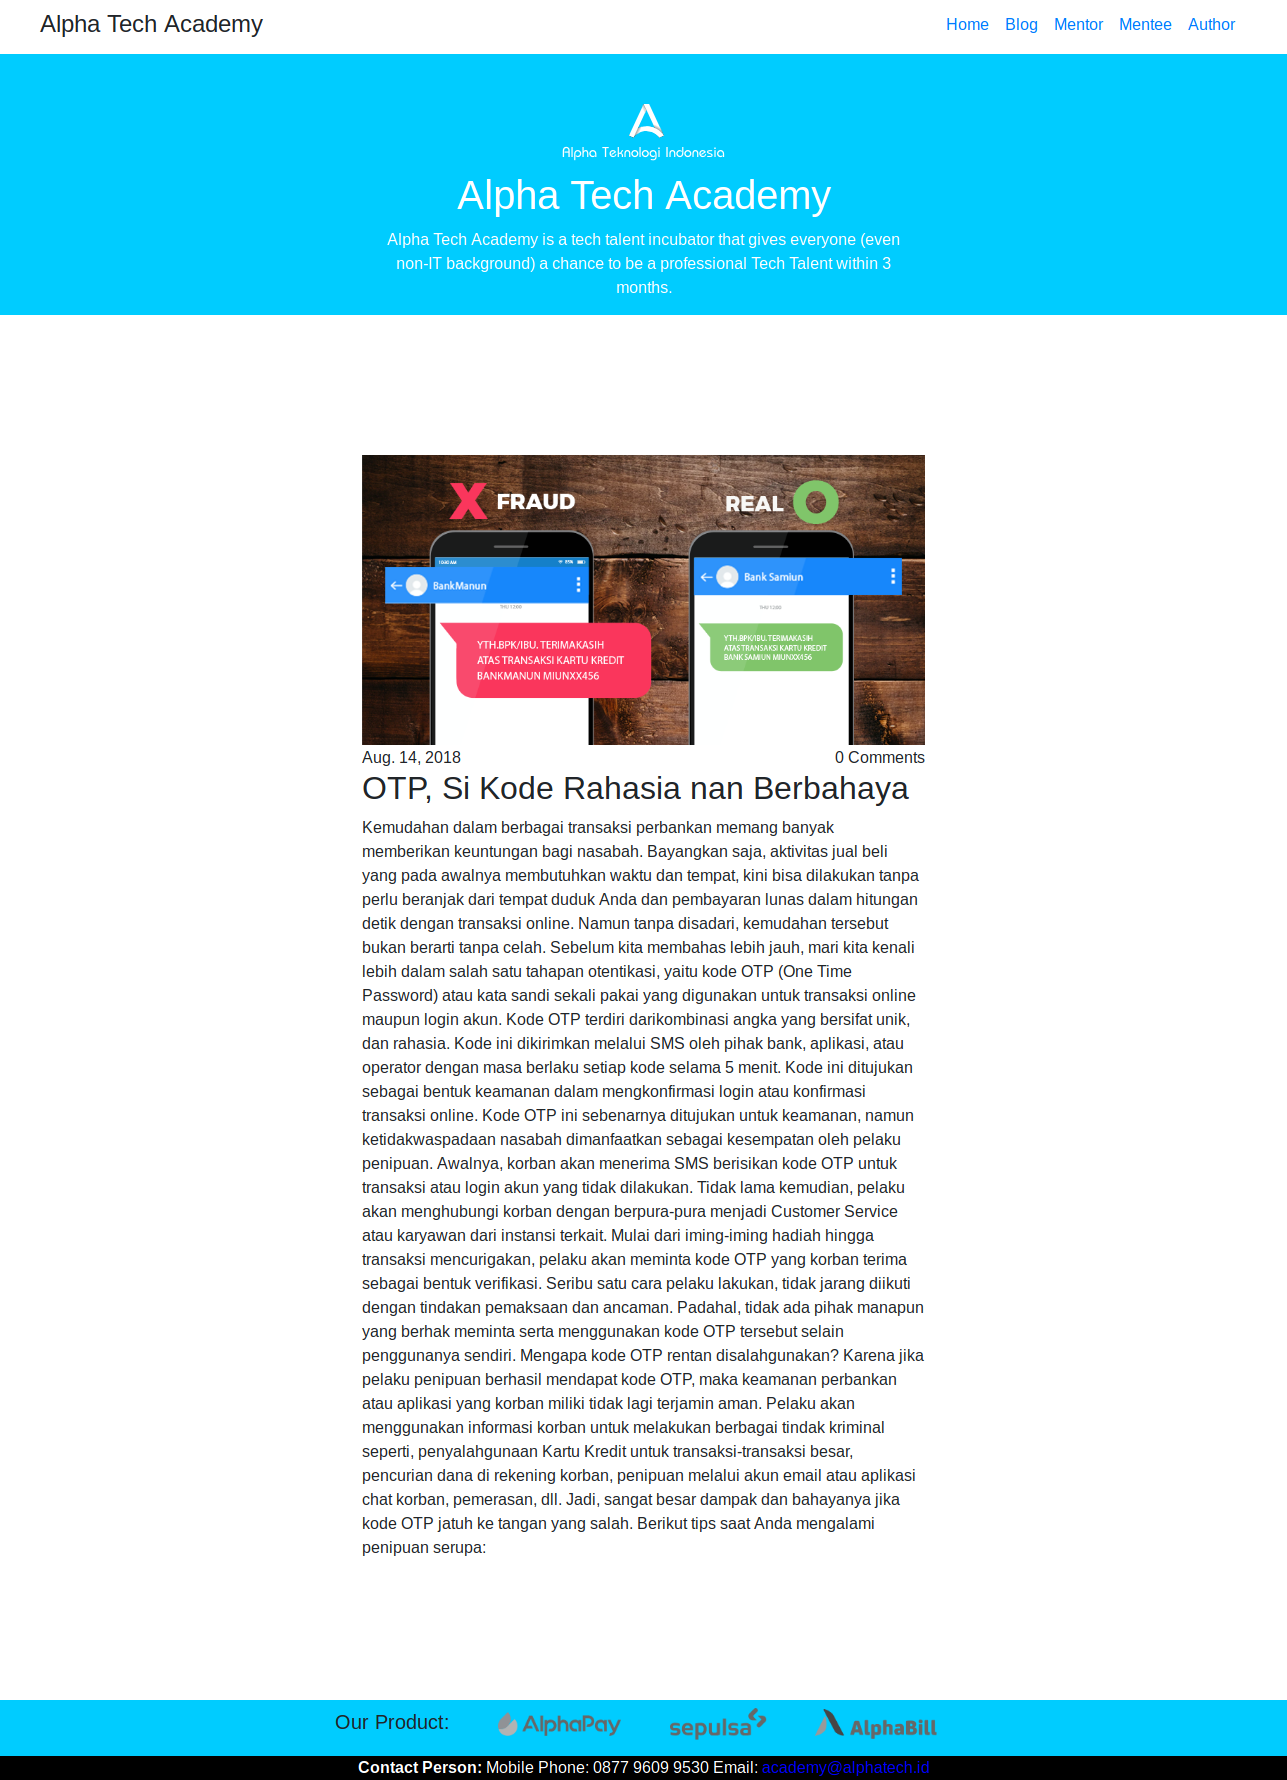 Alpha Tech Academy
Home Blog Mentor Mentee Author
Alpha Teknologi Indonesia
Alpha Tech Academy
Alpha Tech Academy is a tech talent incubator that gives everyone (even
non-IT background) a chance to be a professional Tech Talent within 3
months.
X FRAUD
REAL O
10:30 AM
BankManun
Bank Samiun
THU 12:00
THU 12:00
YTH.BPK/IBU. TERIMAKASIH
ATAS TRANSAKSI KARTU KREDIT
BANKMANUN MIUNXX456
YTH.BPK/IBU. TERIMAKASIH
ATAS TRANSAKSI KARTU KREDIT
BANK SAMIUN MIUNXX456
Aug. 14, 2018 0 Comments
OTP, Si Kode Rahasia nan Berbahaya
Kemudahan dalam berbagai transaksi perbankan memang banyak
memberikan keuntungan bagi nasabah. Bayangkan saja, aktivitas jual beli
yang pada awalnya membutuhkan waktu dan tempat, kini bisa dilakukan tanpa
perlu beranjak dari tempat duduk Anda dan pembayaran lunas dalam hitungan
detik dengan transaksi online. Namun tanpa disadari, kemudahan tersebut
bukan berarti tanpa celah. Sebelum kita membahas lebih jauh, mari kita kenali
lebih dalam salah satu tahapan otentikasi, yaitu kode OTP (One Time
Password) atau kata sandi sekali pakai yang digunakan untuk transaksi online
maupun login akun. Kode OTP terdiri darikombinasi angka yang bersifat unik,
dan rahasia. Kode ini dikirimkan melalui SMS oleh pihak bank, aplikasi, atau
operator dengan masa berlaku setiap kode selama 5 menit. Kode ini ditujukan
sebagai bentuk keamanan dalam mengkonfirmasi login atau konfirmasi
transaksi online. Kode OTP ini sebenarnya ditujukan untuk keamanan, namun
ketidakwaspadaan nasabah dimanfaatkan sebagai kesempatan oleh pelaku
penipuan. Awalnya, korban akan menerima SMS berisikan kode OTP untuk
transaksi atau login akun yang tidak dilakukan. Tidak lama kemudian, pelaku
akan menghubungi korban dengan berpura-pura menjadi Customer Service
atau karyawan dari instansi terkait. Mulai dari iming-iming hadiah hingga
transaksi mencurigakan, pelaku akan meminta kode OTP yang korban terima
sebagai bentuk verifikasi. Seribu satu cara pelaku lakukan, tidak jarang diikuti
dengan tindakan pemaksaan dan ancaman. Padahal, tidak ada pihak manapun
yang berhak meminta serta menggunakan kode OTP tersebut selain
penggunanya sendiri. Mengapa kode OTP rentan disalahgunakan? Karena jika
pelaku penipuan berhasil mendapat kode OTP, maka keamanan perbankan
atau aplikasi yang korban miliki tidak lagi terjamin aman. Pelaku akan
menggunakan informasi korban untuk melakukan berbagai tindak kriminal
seperti, penyalahgunaan Kartu Kredit untuk transaksi-transaksi besar,
pencurian dana di rekening korban, penipuan melalui akun email atau aplikasi
chat korban, pemerasan, dll. Jadi, sangat besar dampak dan bahayanya jika
kode OTP jatuh ke tangan yang salah. Berikut tips saat Anda mengalami
penipuan serupa:
Our Product: AlphaPay sepulsa AlphaBill
Contact Person: Mobile Phone: 0877 9609 9530 Email: academy@alphatech.id